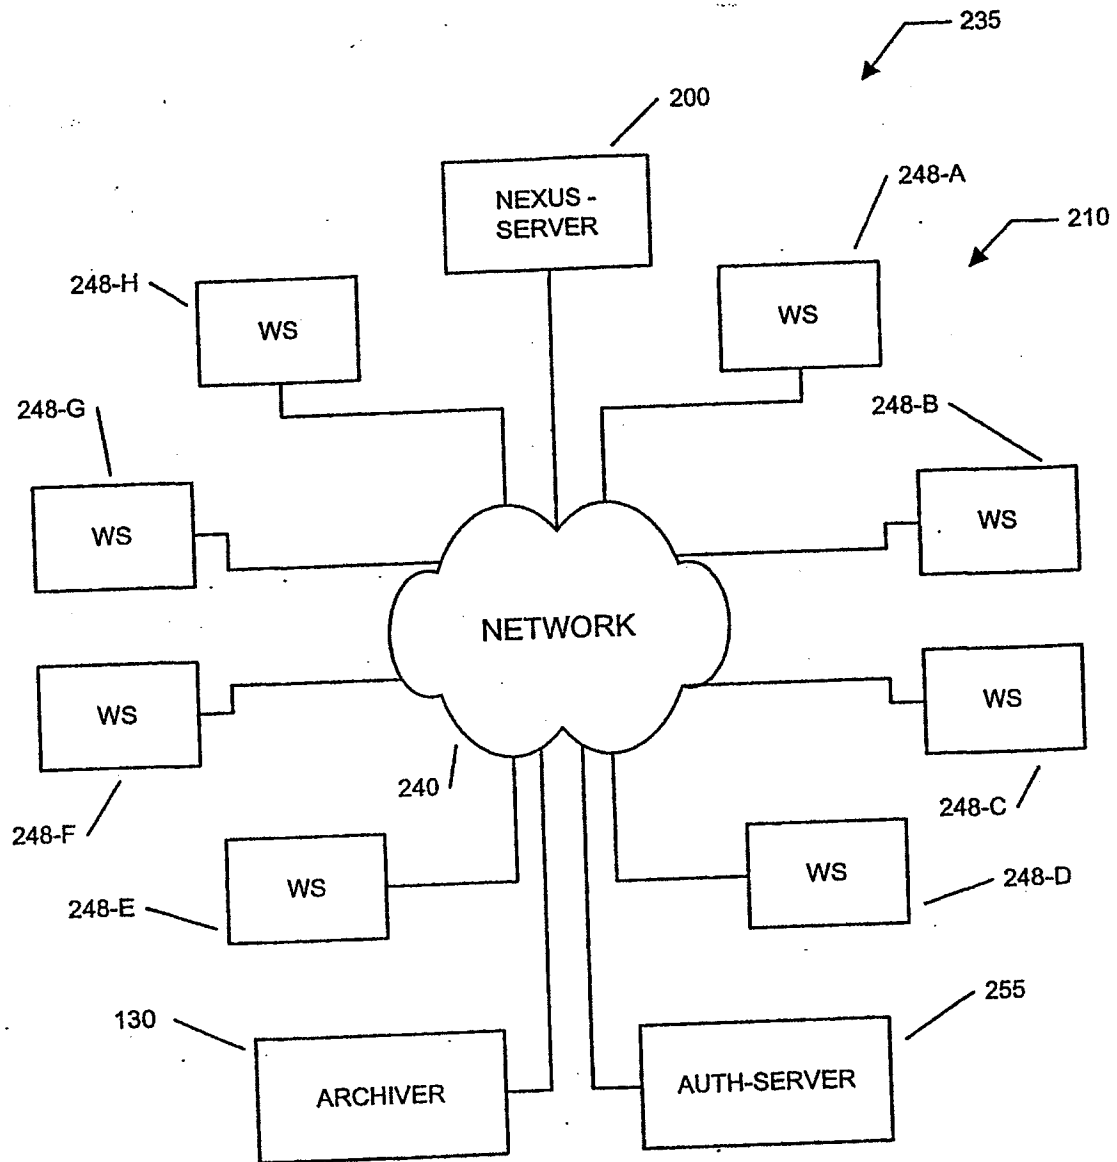 235
200
NEXUS -
SERVER
248-A
210
248-H
WS
WS
248-G
248-B
WS
WS
NETWORK
WS
WS
240
248-F
248-C
WS
WS
248-E
248-D
130
255
ARCHIVER
AUTH-SERVER